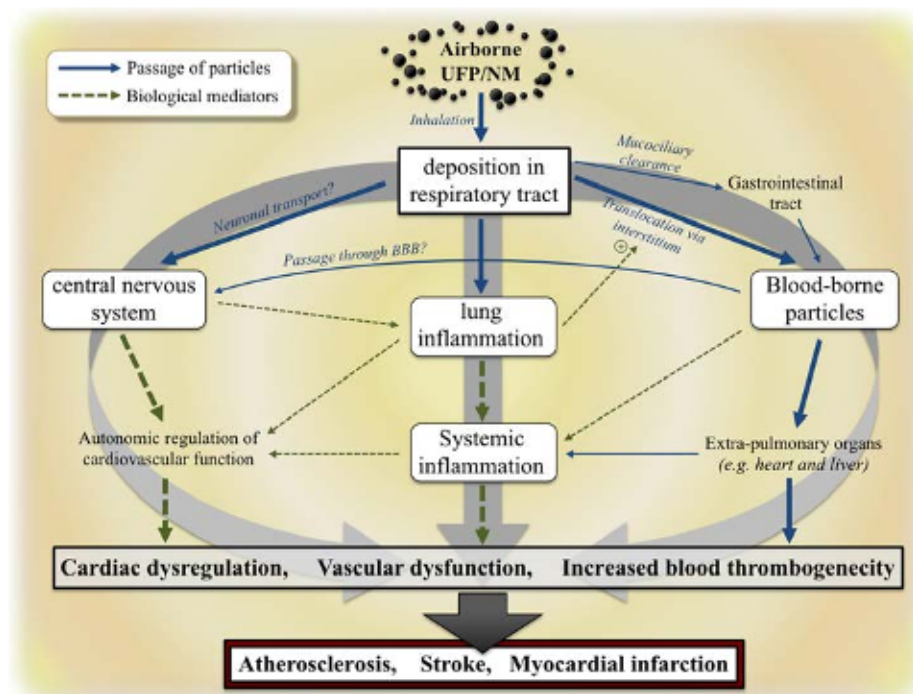 Airborne
UFP/NM
Passage of particles
Biological mediators
Inhalation
Mucociliary
clearance
deposition in
respiratory tract
Gastrointestinal
tract
Neuronal transport?
Translocation via
interstitium
+
Passage through BBB?
central nervous
system
Blood-borne
particles
lung
inflammation
Autonomic regulation of
cardiovascular function
Systemic
inflammation
Extra-pulmonary organs
(e.g. heart and liver)
Cardiac dysregulation, Vascular dysfunction, Increased blood thrombogenecity
Atherosclerosis, Stroke, Myocardial infarction